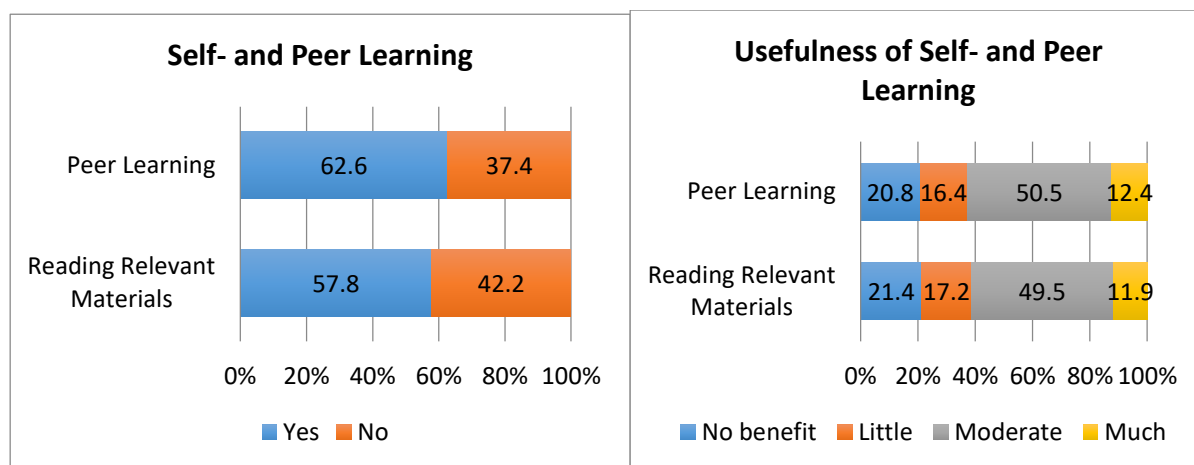 Self- and Peer Learning
Peer Learning
62.6 37.4
Reading Relevant
Materials
57.8 42.2
0% 20% 40% 60% 80% 100%
Yes No
Usefulness of Self- and Peer
Learning
Peer Learning
20.8 16.4 50.5 12.4
Reading Relevant
Materials
21.4 17.2 49.5 11.9
0% 20% 40% 60% 80% 100%
No benefit Little Moderate Much